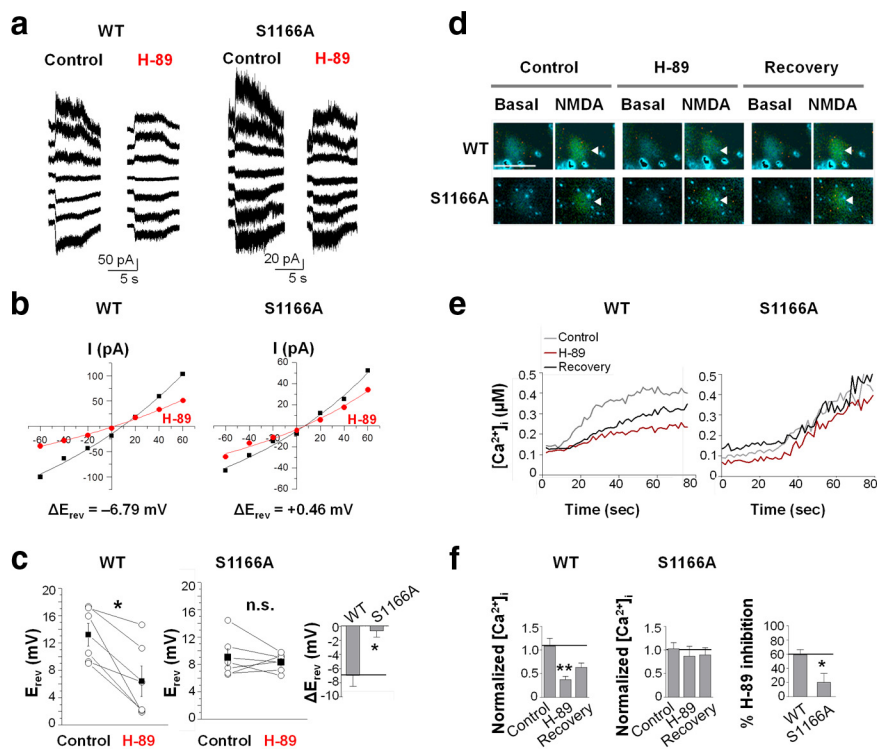 a
WT
S1166A
Control
H-89
Control
H-89
50 pA
5 s
20 pA
5 s
b
WT
S1166A
I (pA)
I (pA)
100
50
-50
-100
-60 -40 -20 20 40 60
H-89
60
40
20
-20
-40
-60
-60 -40 -20 20 40 60
H-89
ΔErev = –6.79 mV
ΔErev = +0.46 mV
c
WT
S1166A
Erev (mV)
20
16
12
8
4
0
*
Control H-89
Erev (mV)
20
16
12
8
4
0
n.s.
Control H-89
ΔErev (mV)
0
-2
-4
-6
-8
-10
WT
S1166A
*
d
Control
H-89
Recovery
Basal NMDA Basal NMDA Basal NMDA
WT
S1166A
e
WT
S1166A
Control
H-89
Recovery
[Ca2+]i (μM)
0.5
0.4
0.3
0.2
0.1
0
0 20 40 60 80
Time (sec)
0.5
0.4
0.3
0.2
0.1
0
0 20 40 60 80
Time (sec)
f
WT
S1166A
Normalized [Ca2+]i
1.5
1.0
0.5
0.0
**
Control
H-89
Recovery
Normalized [Ca2+]i
1.5
1.0
0.5
0.0
Control
H-89
Recovery
% H-89 inhibition
100
80
60
40
20
0
*
WT
S1166A